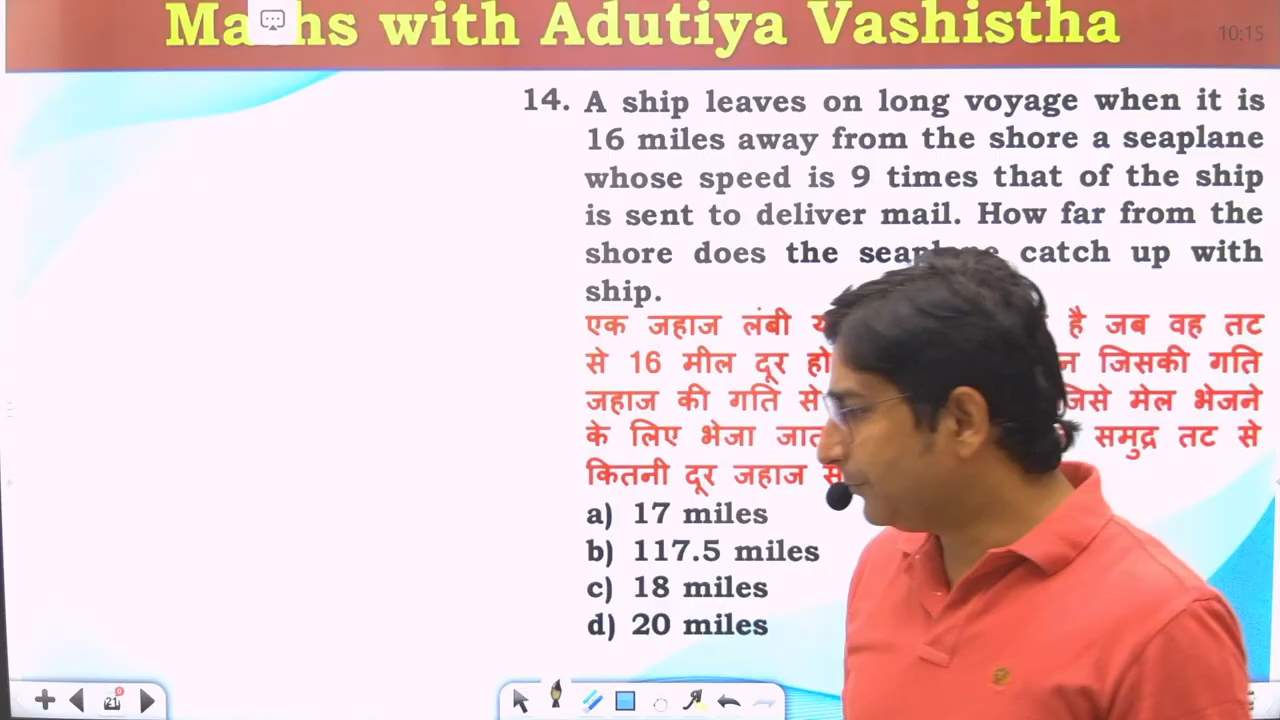 Maths with Adutiya Vashistha
10:15
14. A ship leaves on long voyage when it is
16 miles away from the shore a seaplane
whose speed is 9 times that of the ship
is sent to deliver mail. How far from the
shore does the seaplane catch up with
ship.
एक जहाज लंबी है जब वह तट
से 16 मील दूर जिसकी गति
जहाज की गति से जिसे मेल भेजने
के लिए भेजा समुद्र तट से
कितनी दूर जहाज
a) 17 miles
b) 117.5 miles
c) 18 miles
d) 20 miles
21